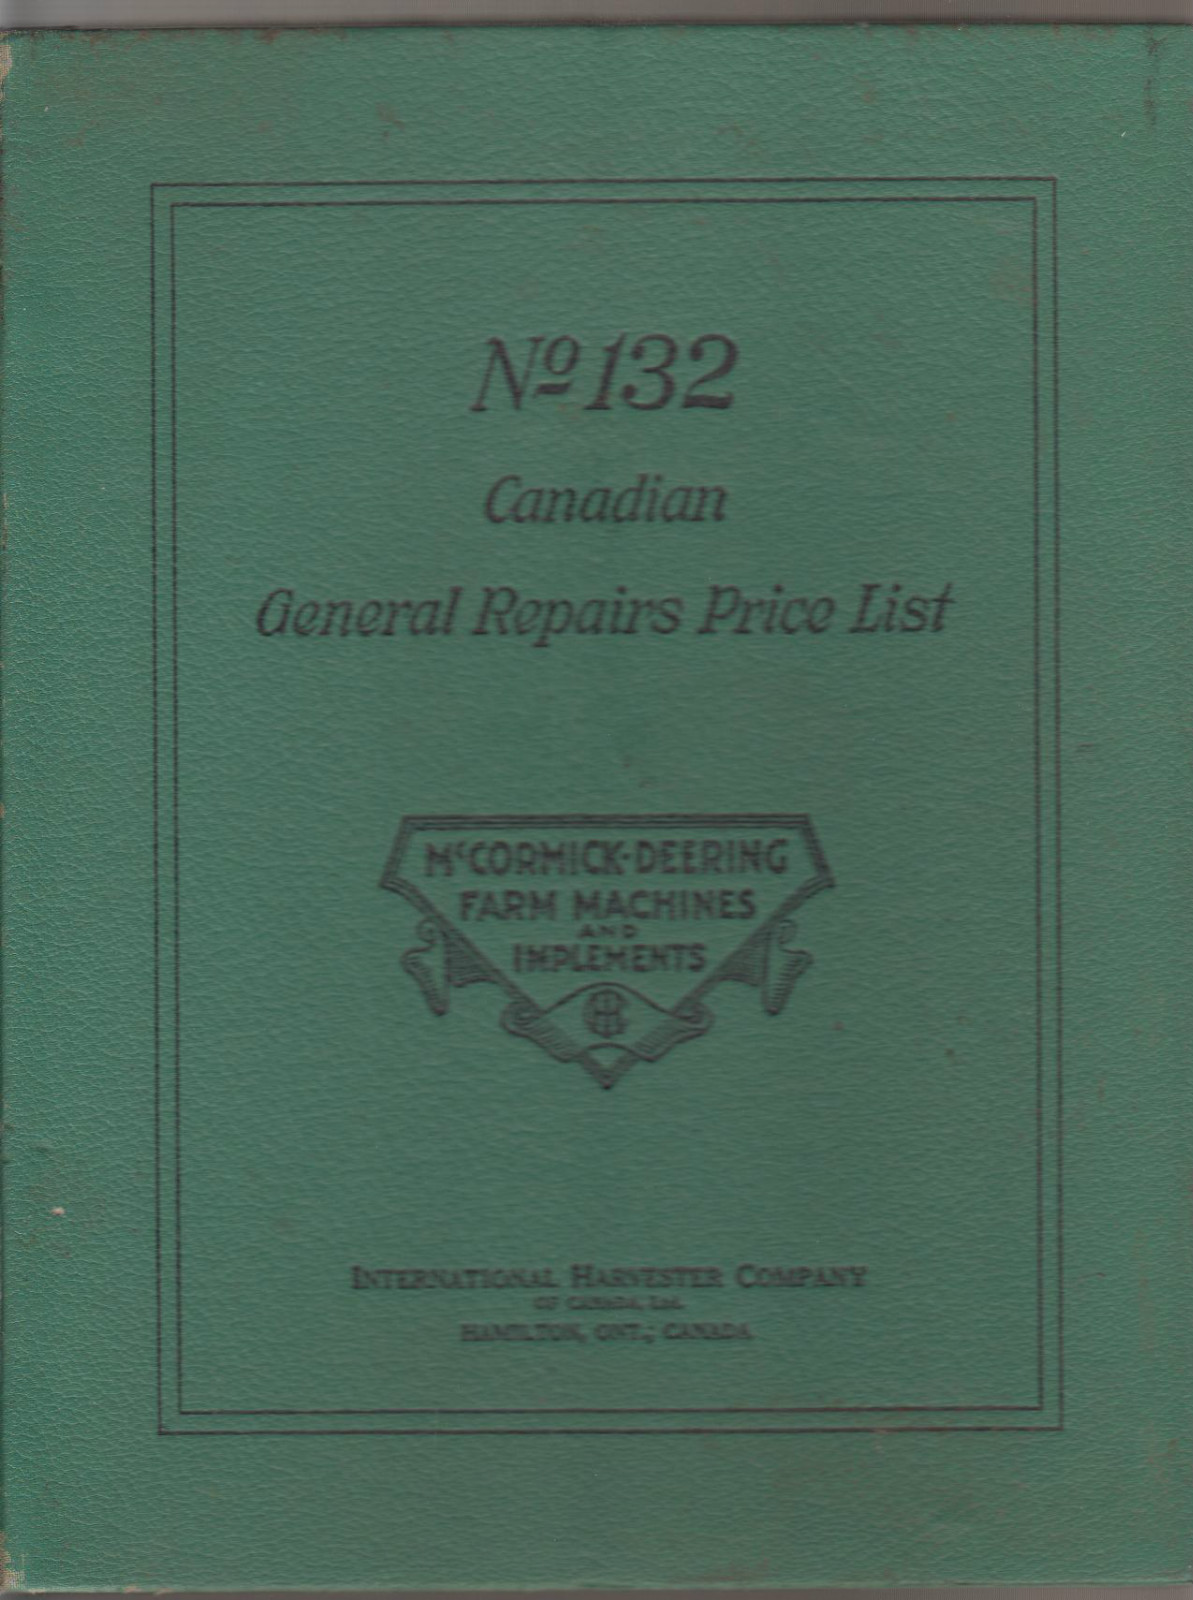 Nº 132
Canadian
General Repairs Price List
McCORMICK-DEERING
FARM MACHINES
AND
IMPLEMENTS
IHC
INTERNATIONAL HARVESTER COMPANY
OF CANADA, Ltd.
HAMILTON, ONT.; CANADA